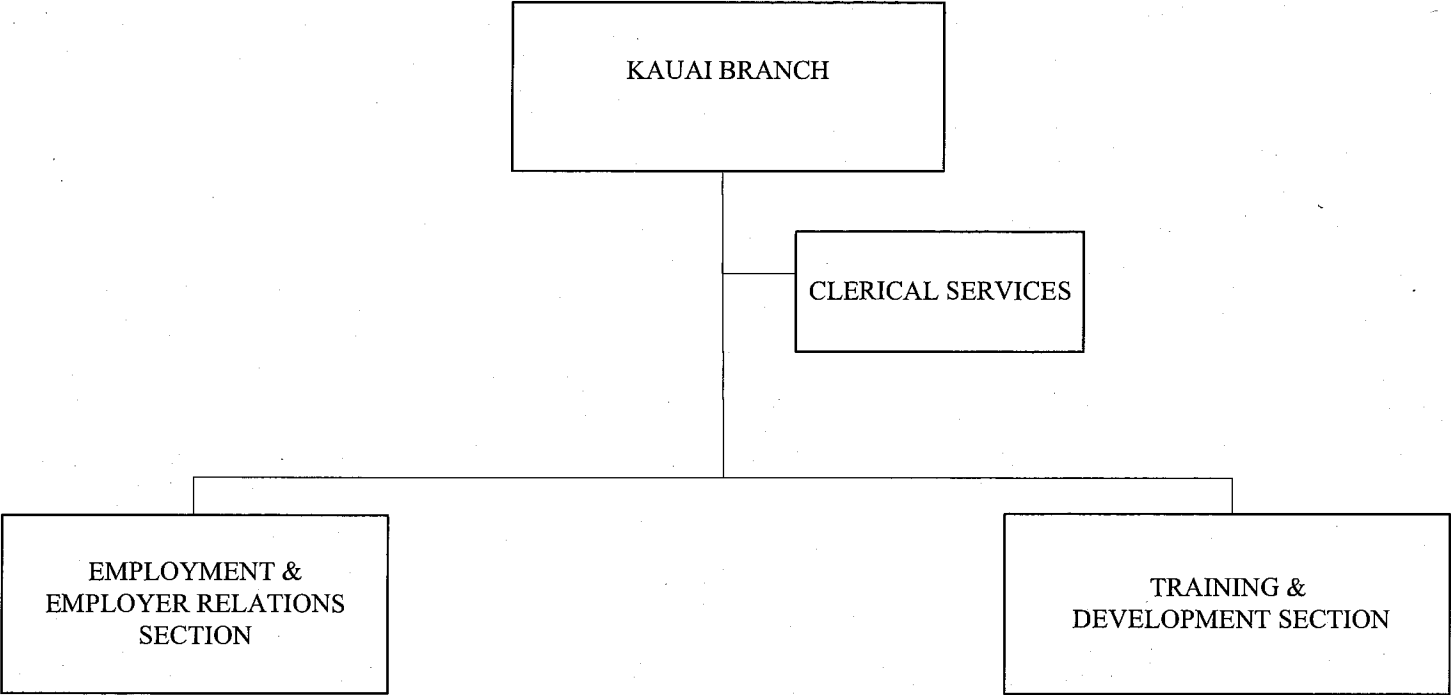 KAUAI BRANCH
CLERICAL SERVICES
EMPLOYMENT &
EMPLOYER RELATIONS
SECTION
TRAINING &
DEVELOPMENT SECTION